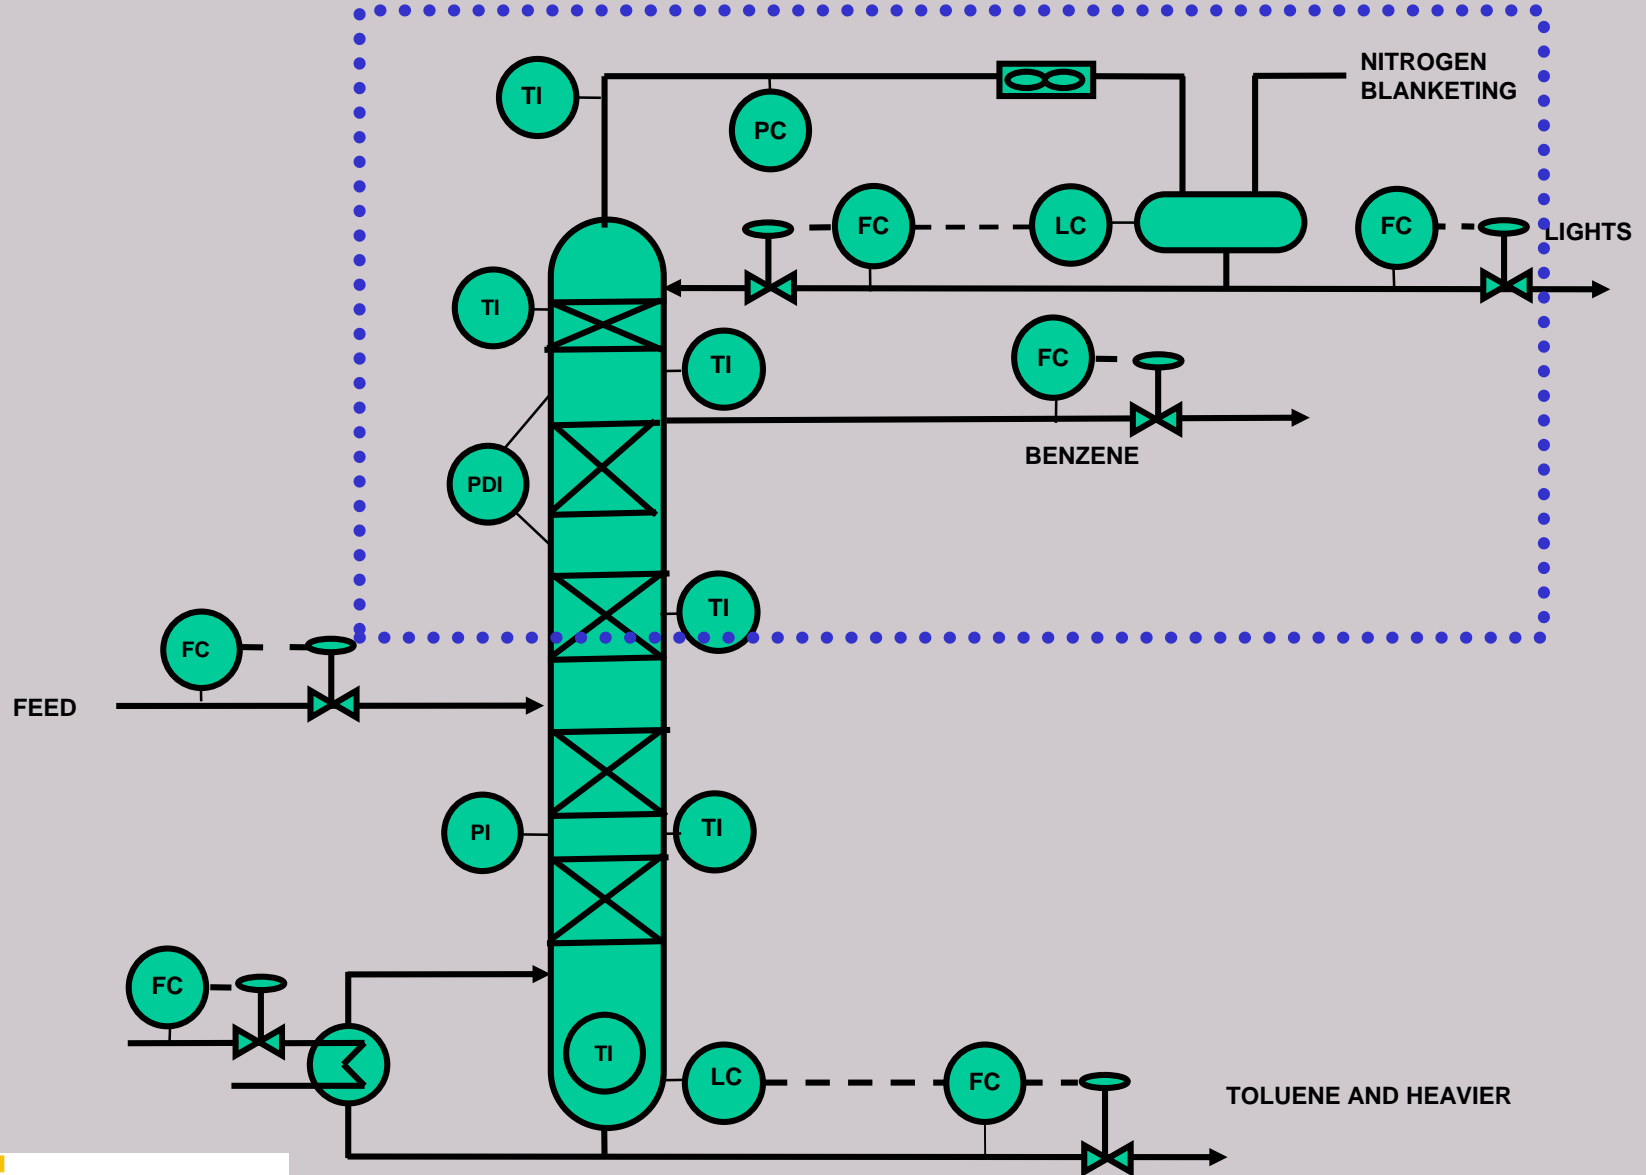 NITROGEN
BLANKETING
TI
PC
FC
LC
FC
LIGHTS
TI
TI
FC
BENZENE
PDI
TI
FC
FEED
PI
TI
FC
TI
LC
FC
TOLUENE AND HEAVIER